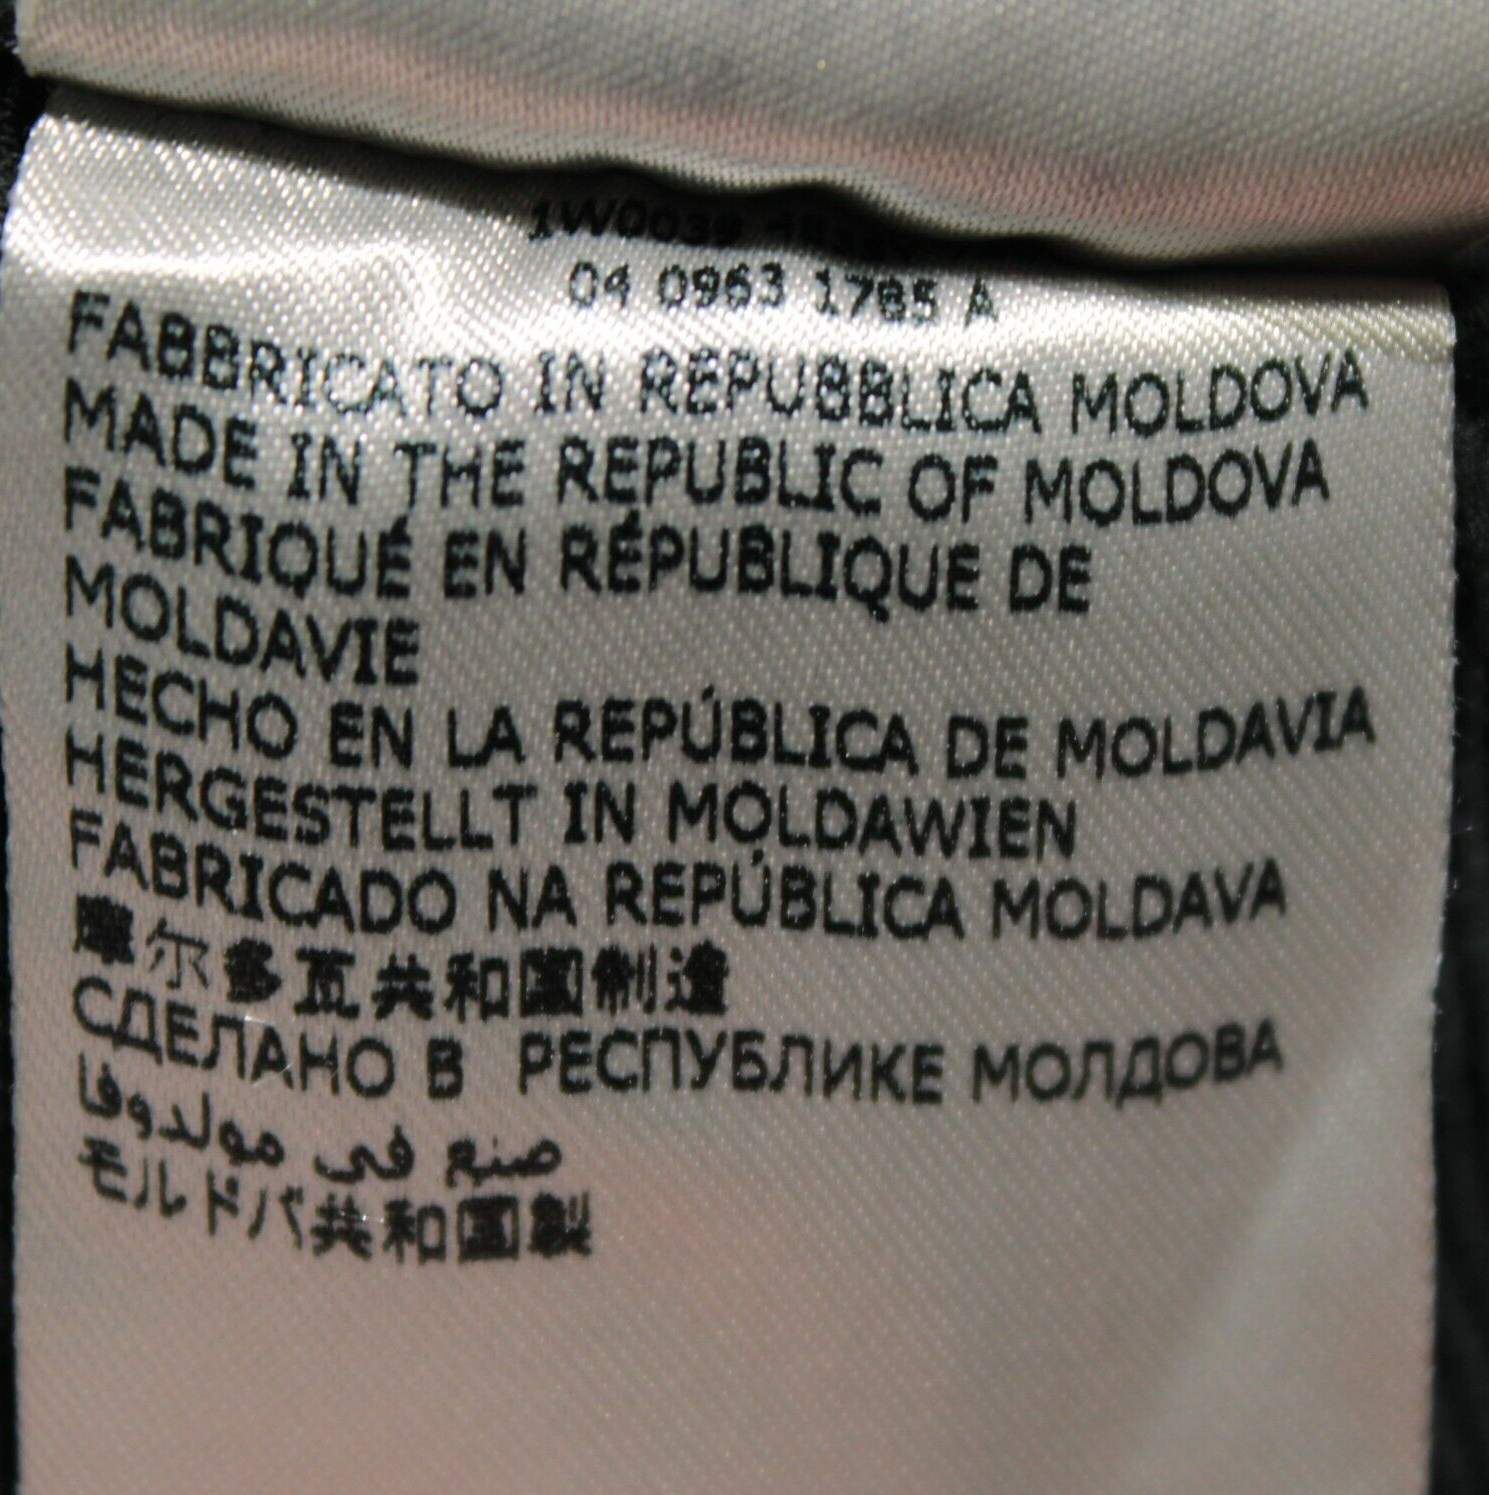 1W0039
04 0963 1785 A
FABBRICATO IN REPUBBLICA MOLDOVA
MADE IN THE REPUBLIC OF MOLDOVA
FABRIQUÉ EN RÉPUBLIQUE DE
MOLDAVIE
HECHO EN LA REPÚBLICA DE MOLDAVIA
HERGESTELLT IN MOLDAWIEN
FABRICADO NA REPÚBLICA MOLDAVA
摩尔多瓦共和國制造
СДЕЛАНО В РЕСПУБЛИКЕ МОЛДОВА
صنع في مولدوفا
モルドバ共和国製